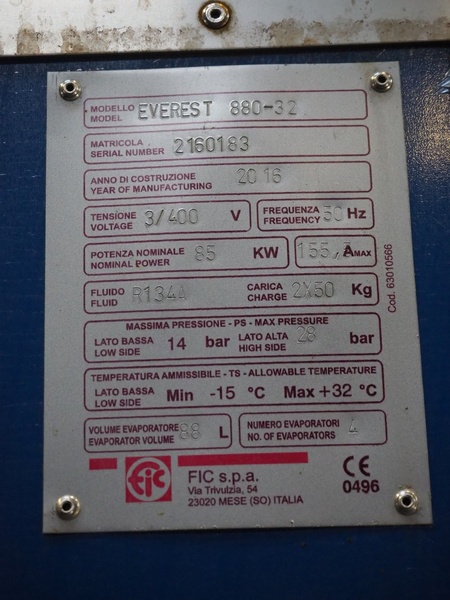 MODELLO
MODEL
EVEREST 880-32
MATRICOLA
SERIAL NUMBER
2160183
ANNO DI COSTRUZIONE
YEAR OF MANUFACTURING
2016
TENSIONE
VOLTAGE
3/400 V
FREQUENZA
FREQUENCY
50 Hz
POTENZA NOMINALE
NOMINAL POWER
85 KW
155, A MAX
FLUIDO
FLUID
R134A
CARICA
CHARGE
2X50 Kg
MASSIMA PRESSIONE - PS - MAX PRESSURE
LATO BASSA
LOW SIDE
14 bar
LATO ALTA
HIGH SIDE
28 bar
TEMPERATURA AMMISSIBILE - TS - ALLOWABLE TEMPERATURE
LATO BASSA
LOW SIDE
Min -15 °C Max +32 °C
VOLUME EVAPORATORE
EVAPORATOR VOLUME
88 L
NUMERO EVAPORATORI
NO. OF EVAPORATORS
4
Cod. 63010566
FIC
FIC s.p.a.
Via Trivulzia, 54
23020 MESE (SO) ITALIA
CE
0496